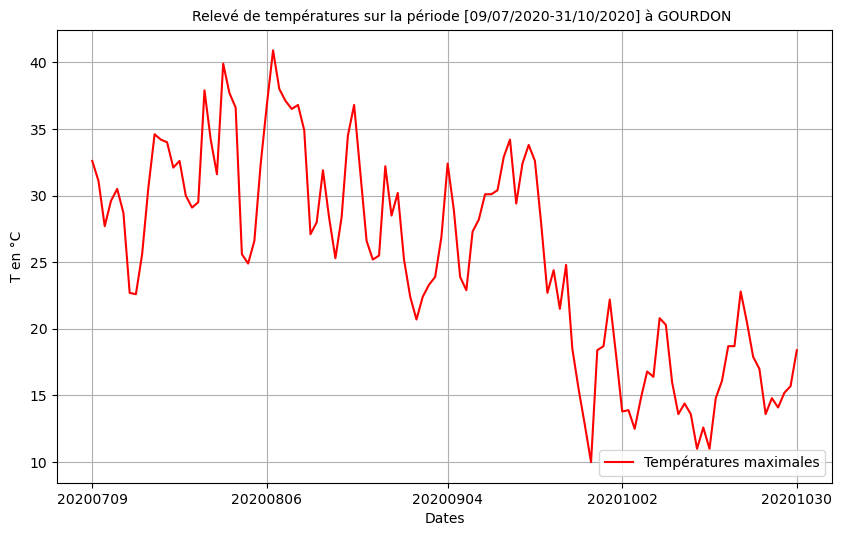 Relevé de températures sur la période [09/07/2020-31/10/2020] à GOURDON
40
35
30
25
20
15
10
T en °C
Températures maximales
20200709 20200806 20200904 20201002 20201030
Dates